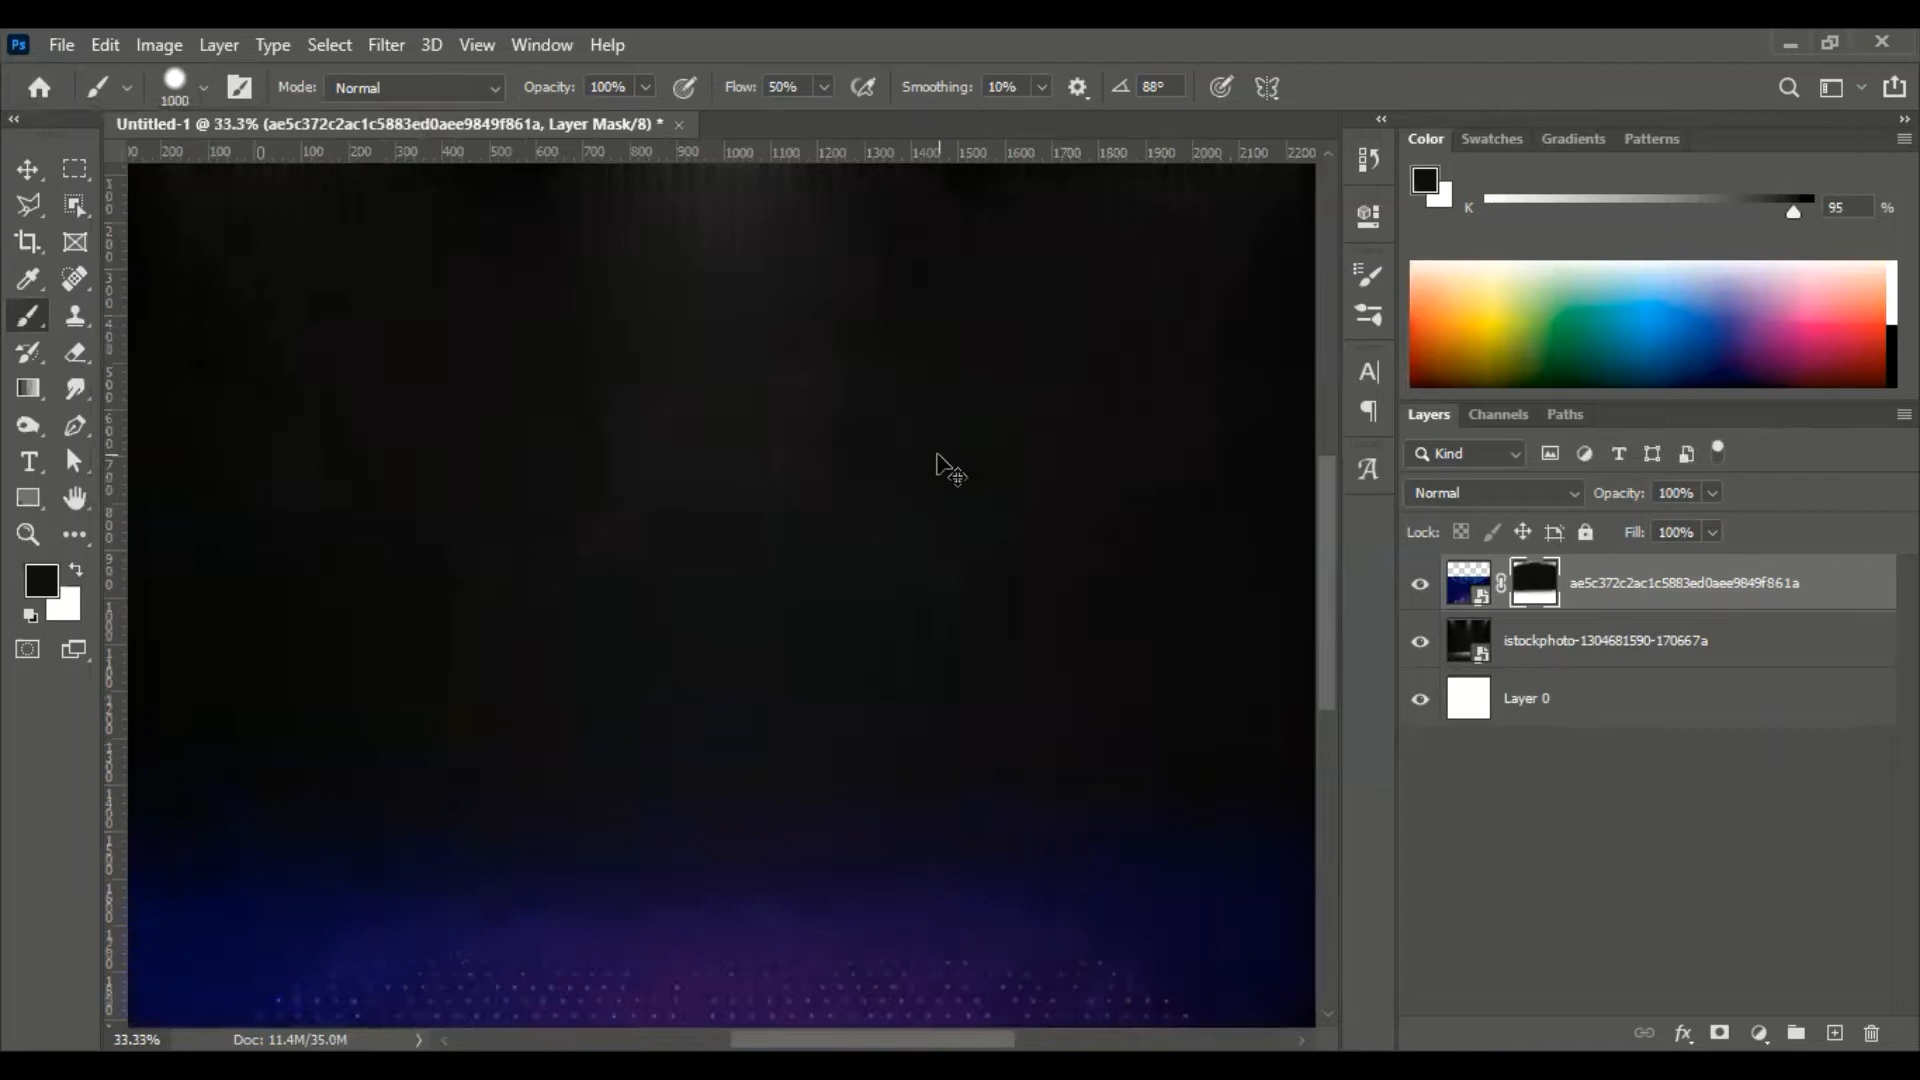 Ps File Edit Image Layer Type Select Filter 3D View Window Help
1000 Mode: Normal Opacity: 100% Flow: 50% Smoothing: 10% 88°
Untitled-1 @ 33.3% (ae5c372c2ac1c5883ed0aee9849f861a, Layer Mask/8) *
200 100 0 100 200 300 400 500 600 700 800 900 1000 1100 1200 1300 1400 1500 1600 1700 1800 1900 2000 2100 2200
Color Swatches Gradients Patterns
K 95 %
Layers Channels Paths
Kind
Normal Opacity: 100%
Lock: Fill: 100%
ae5c372c2ac1c5883ed0aee9849f861a
istockphoto-1304681590-170667a
Layer 0
33.33% Doc: 11.4M/35.0M
fx